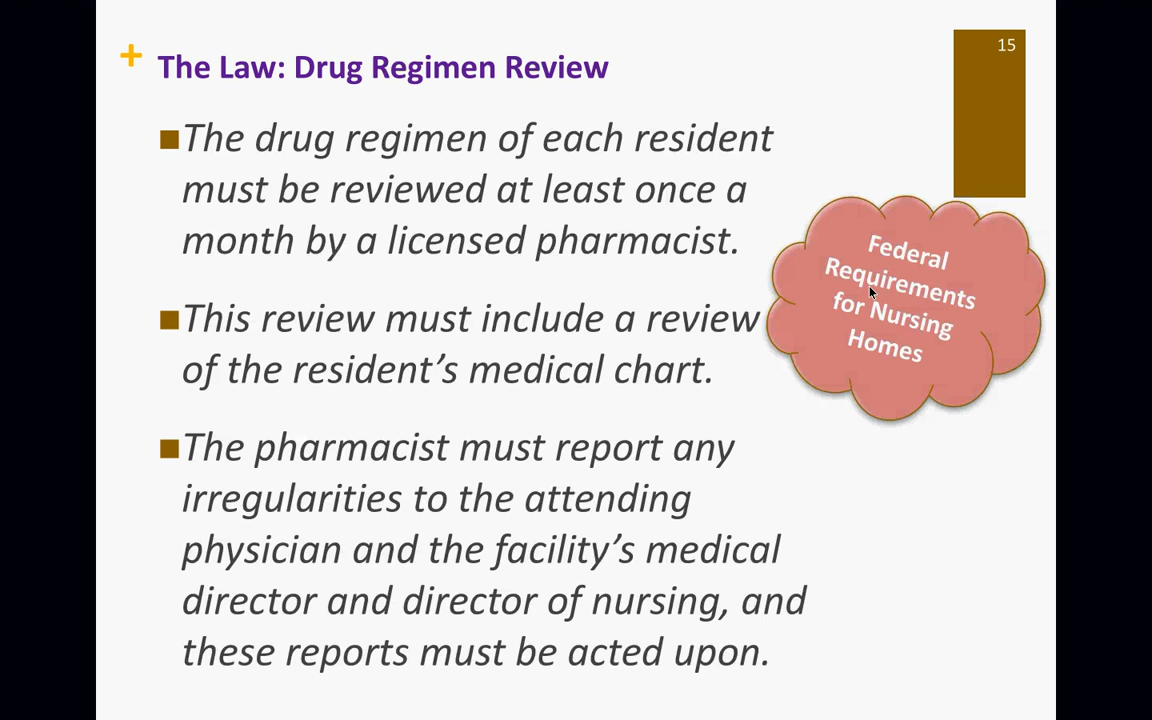 15
+ The Law: Drug Regimen Review
The drug regimen of each resident
must be reviewed at least once a
month by a licensed pharmacist.
This review must include a review
of the resident’s medical chart.
The pharmacist must report any
irregularities to the attending
physician and the facility’s medical
director and director of nursing, and
these reports must be acted upon.
Federal
Requirements
for Nursing
Homes